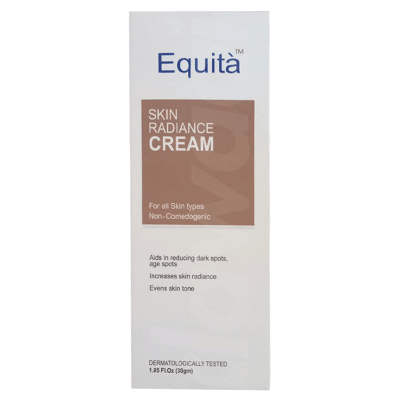 Equità™
SKIN
RADIANCE
CREAM
For all Skin types
Non-Comedogenic
Aids in reducing dark spots,
age spots
Increases skin radiance
Evens skin tone
DERMATOLOGICALLY TESTED
1.05 Fl.Oz (30gm)